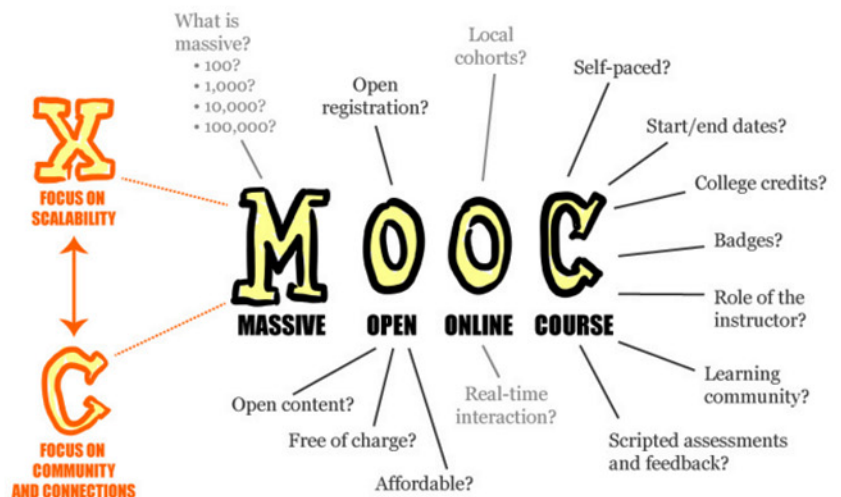 What is
massive?
• 100?
• 1,000?
• 10,000?
• 100,000?
Open
registration?
Local
cohorts?
Self-paced?
Start/end dates?
College credits?
Badges?
Role of the
instructor?
Learning
community?
Scripted assessments
and feedback?
X
FOCUS ON
SCALABILITY
MOOC
MASSIVE OPEN ONLINE COURSE
C
FOCUS ON
COMMUNITY
AND CONNECTIONS
Open content?
Free of charge?
Affordable?
Real-time
interaction?